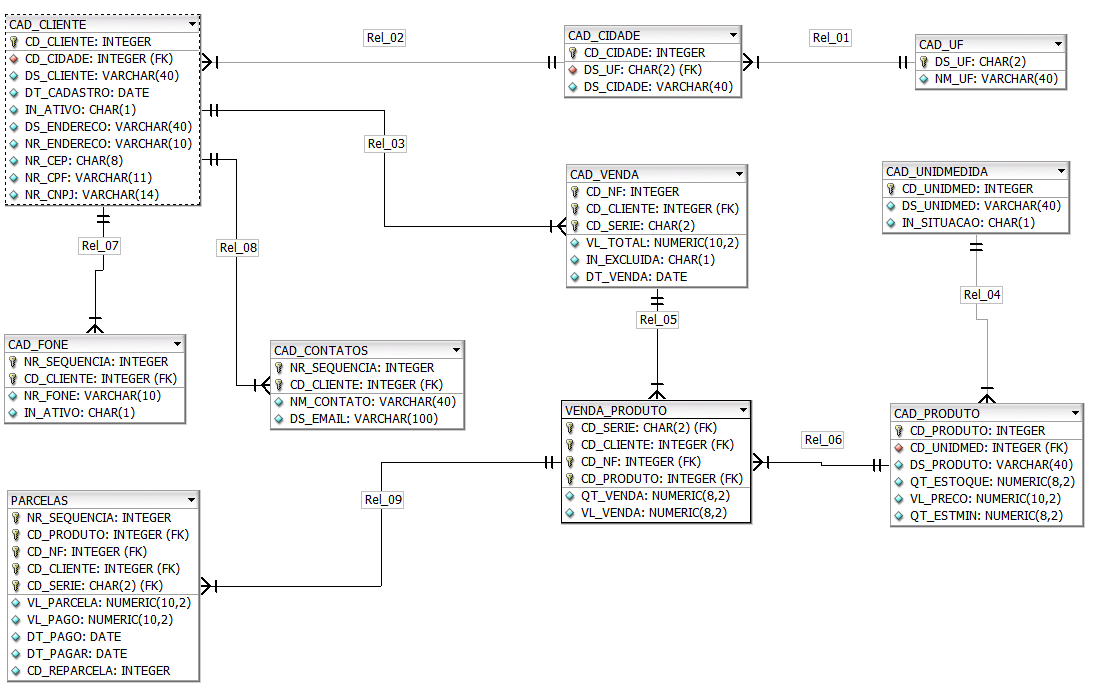 CAD_CLIENTE
CD_CLIENTE: INTEGER
CD_CIDADE: INTEGER (FK)
DS_CLIENTE: VARCHAR(40)
DT_CADASTRO: DATE
IN_ATIVO: CHAR(1)
DS_ENDERECO: VARCHAR(40)
NR_ENDERECO: VARCHAR(10)
NR_CEP: CHAR(8)
NR_CPF: VARCHAR(11)
NR_CNPJ: VARCHAR(14)
Rel_02
CAD_CIDADE
CD_CIDADE: INTEGER
DS_UF: CHAR(2) (FK)
DS_CIDADE: VARCHAR(40)
Rel_01
CAD_UF
DS_UF: CHAR(2)
NM_UF: VARCHAR(40)
Rel_03
CAD_VENDA
CD_NF: INTEGER
CD_CLIENTE: INTEGER (FK)
CD_SERIE: CHAR(2)
VL_TOTAL: NUMERIC(10,2)
IN_EXCLUIDA: CHAR(1)
DT_VENDA: DATE
CAD_UNIDMEDIDA
CD_UNIDMED: INTEGER
DS_UNIDMED: VARCHAR(40)
IN_SITUACAO: CHAR(1)
Rel_07
Rel_08
Rel_04
Rel_05
CAD_FONE
NR_SEQUENCIA: INTEGER
CD_CLIENTE: INTEGER (FK)
NR_FONE: VARCHAR(10)
IN_ATIVO: CHAR(1)
CAD_CONTATOS
NR_SEQUENCIA: INTEGER
CD_CLIENTE: INTEGER (FK)
NM_CONTATO: VARCHAR(40)
DS_EMAIL: VARCHAR(100)
VENDA_PRODUTO
CD_SERIE: CHAR(2) (FK)
CD_CLIENTE: INTEGER (FK)
CD_NF: INTEGER (FK)
CD_PRODUTO: INTEGER (FK)
QT_VENDA: NUMERIC(8,2)
VL_VENDA: NUMERIC(8,2)
Rel_06
CAD_PRODUTO
CD_PRODUTO: INTEGER
CD_UNIDMED: INTEGER (FK)
DS_PRODUTO: VARCHAR(40)
QT_ESTOQUE: NUMERIC(8,2)
VL_PRECO: NUMERIC(10,2)
QT_ESTMIN: NUMERIC(8,2)
Rel_09
PARCELAS
NR_SEQUENCIA: INTEGER
CD_PRODUTO: INTEGER (FK)
CD_NF: INTEGER (FK)
CD_CLIENTE: INTEGER (FK)
CD_SERIE: CHAR(2) (FK)
VL_PARCELA: NUMERIC(10,2)
VL_PAGO: NUMERIC(10,2)
DT_PAGO: DATE
DT_PAGAR: DATE
CD_REPARCELA: INTEGER